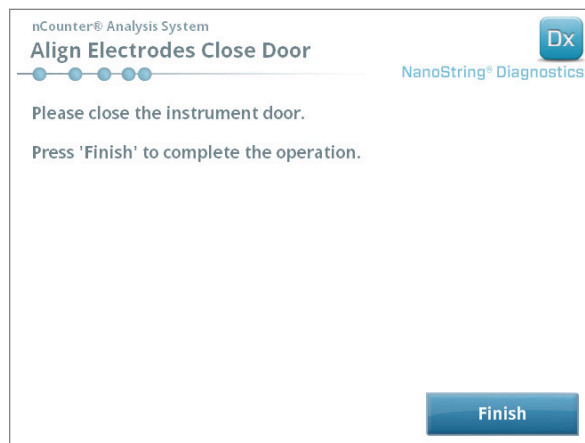 nCounter® Analysis System
Align Electrodes Close Door
Dx
NanoString® Diagnostics
Please close the instrument door.
Press 'Finish' to complete the operation.
Finish